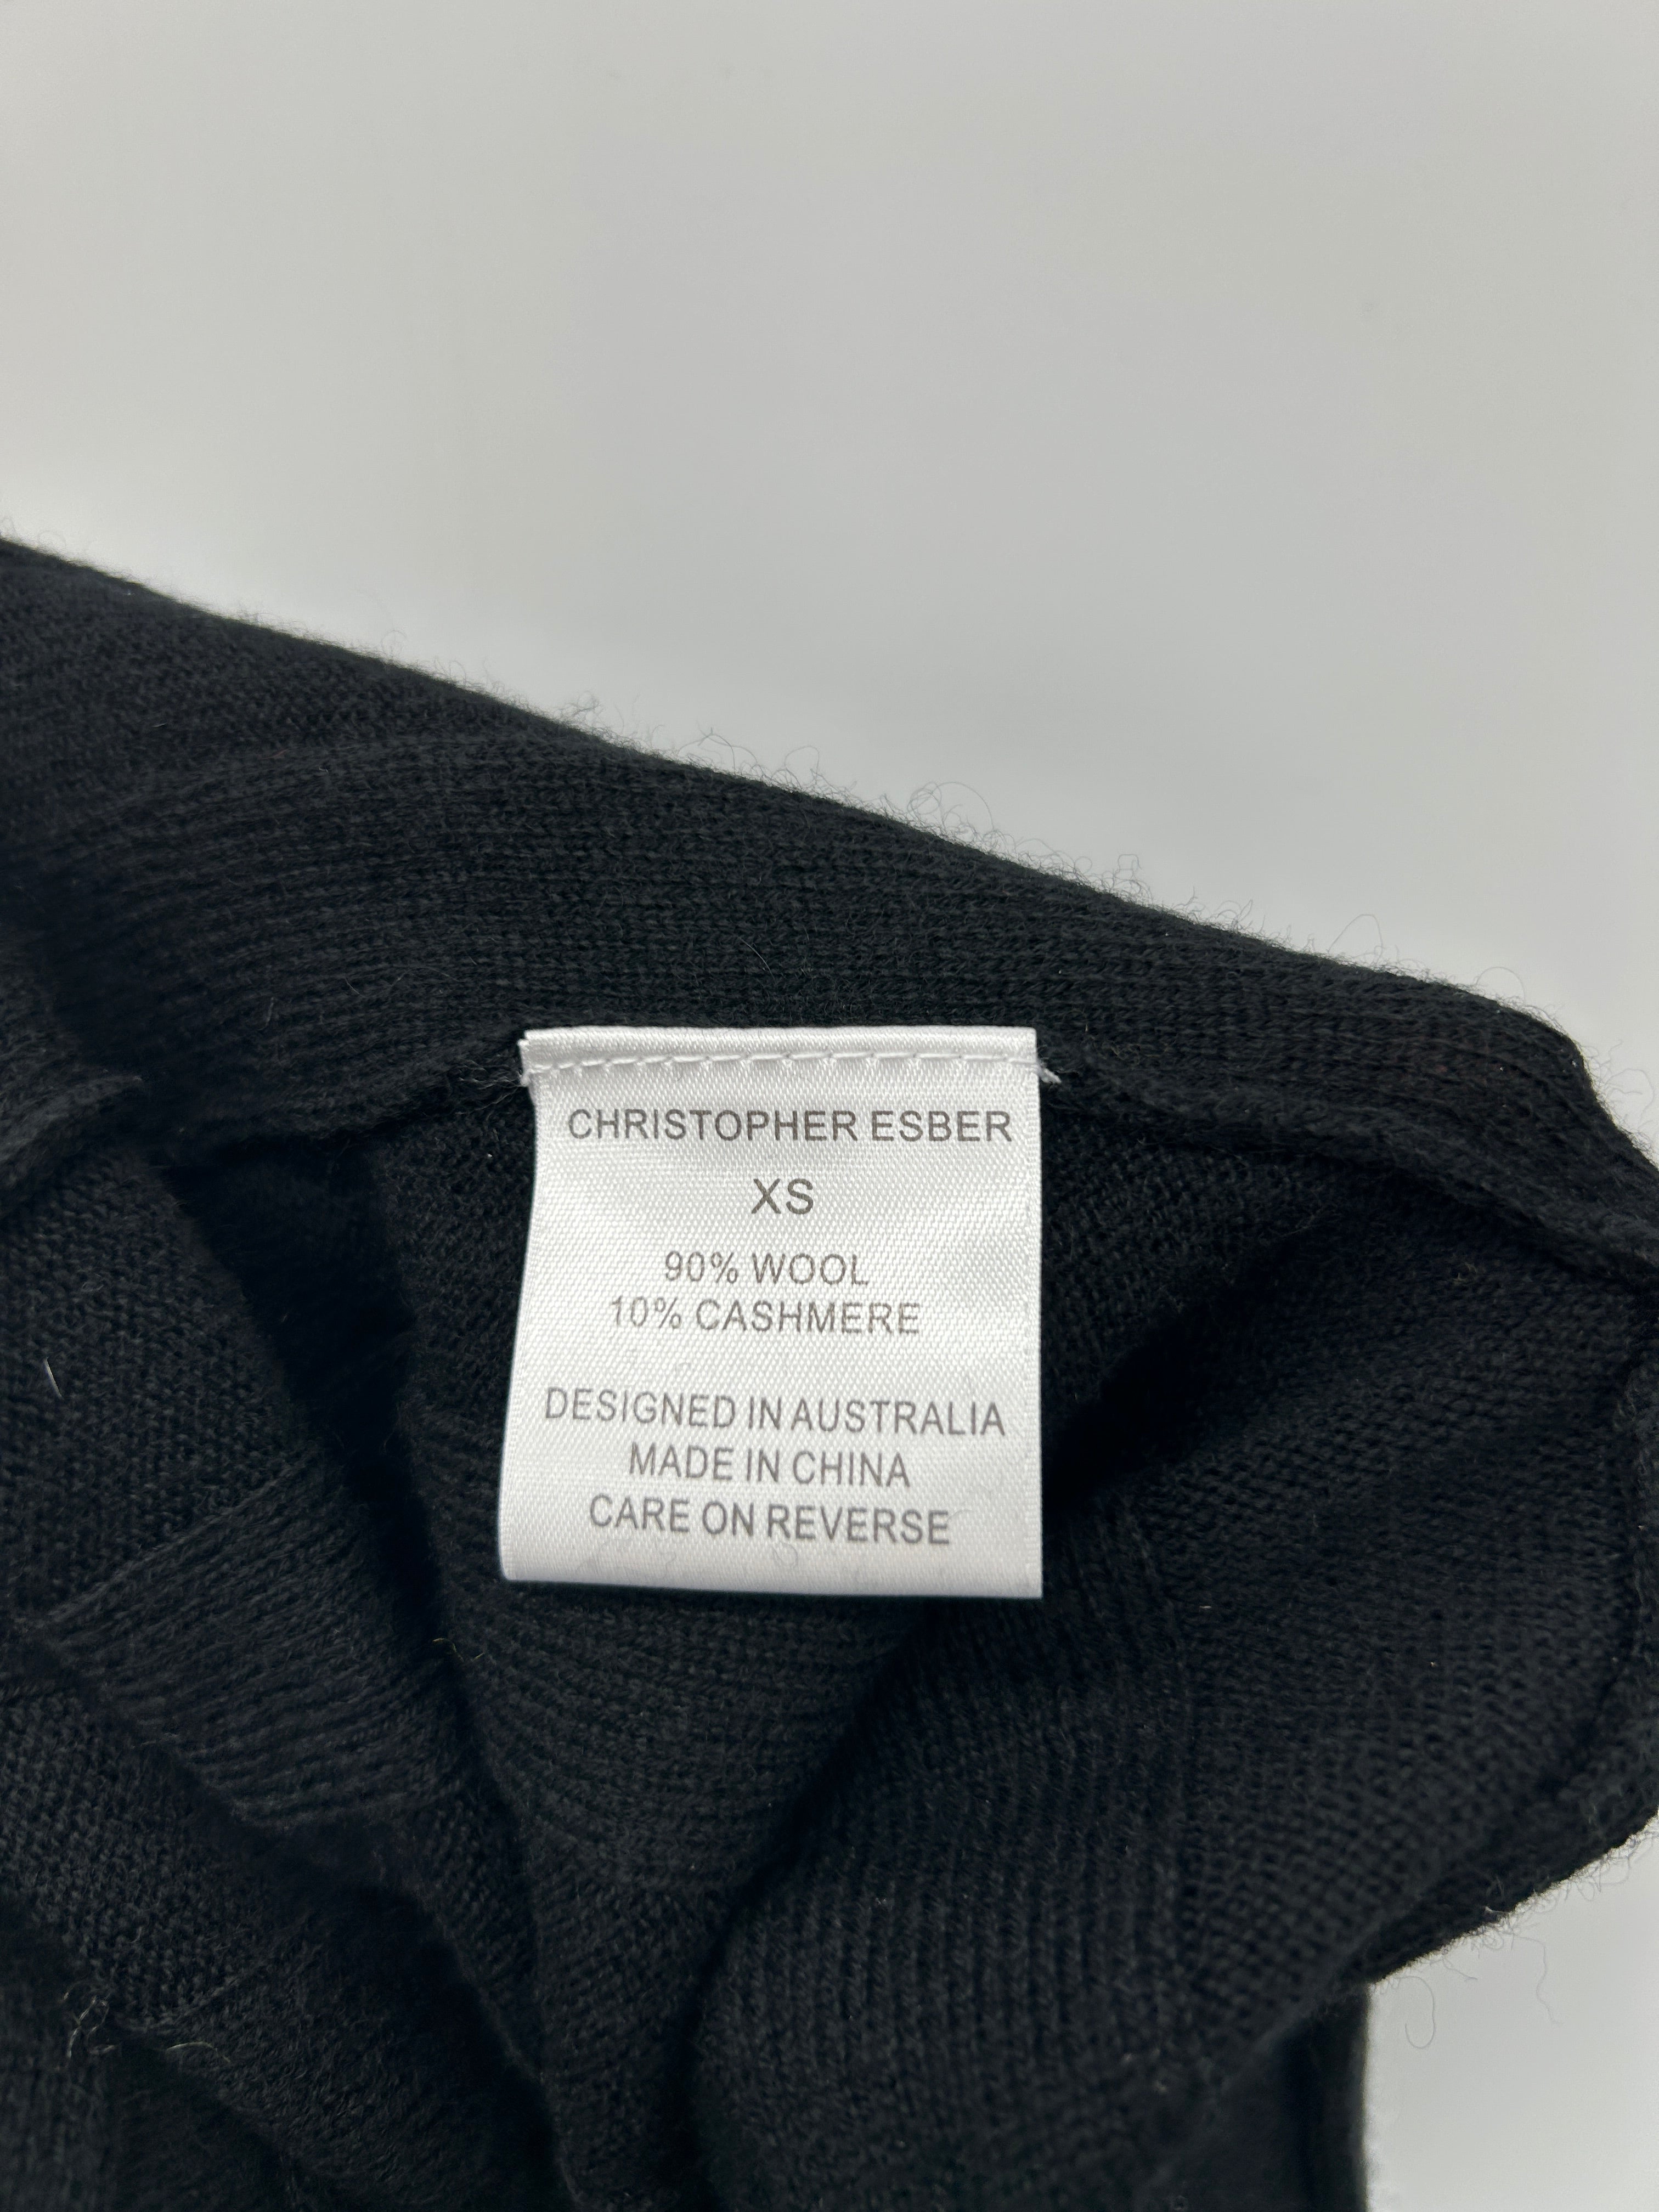 CHRISTOPHER ESBER
XS
90% WOOL
10% CASHMERE
DESIGNED IN AUSTRALIA
MADE IN CHINA
CARE ON REVERSE